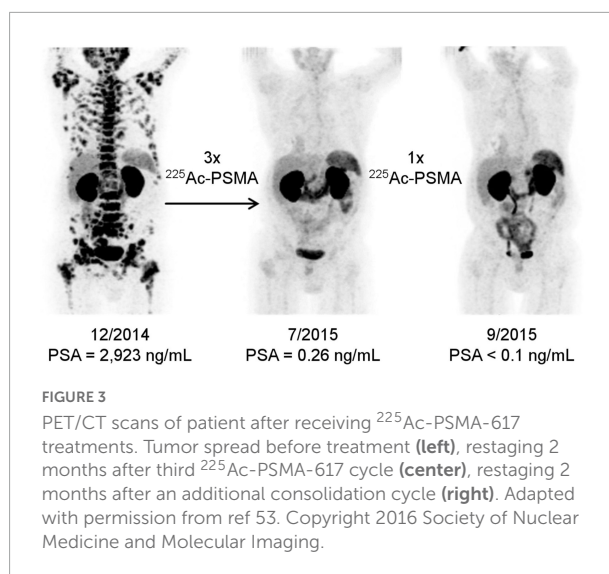 3x
²²⁵Ac-PSMA
1x
²²⁵Ac-PSMA
12/2014
PSA = 2,923 ng/mL
7/2015
PSA = 0.26 ng/mL
9/2015
PSA < 0.1 ng/mL
FIGURE 3
PET/CT scans of patient after receiving ²²⁵Ac-PSMA-617
treatments. Tumor spread before treatment (left), restaging 2
months after third ²²⁵Ac-PSMA-617 cycle (center), restaging 2
months after an additional consolidation cycle (right). Adapted
with permission from ref 53. Copyright 2016 Society of Nuclear
Medicine and Molecular Imaging.